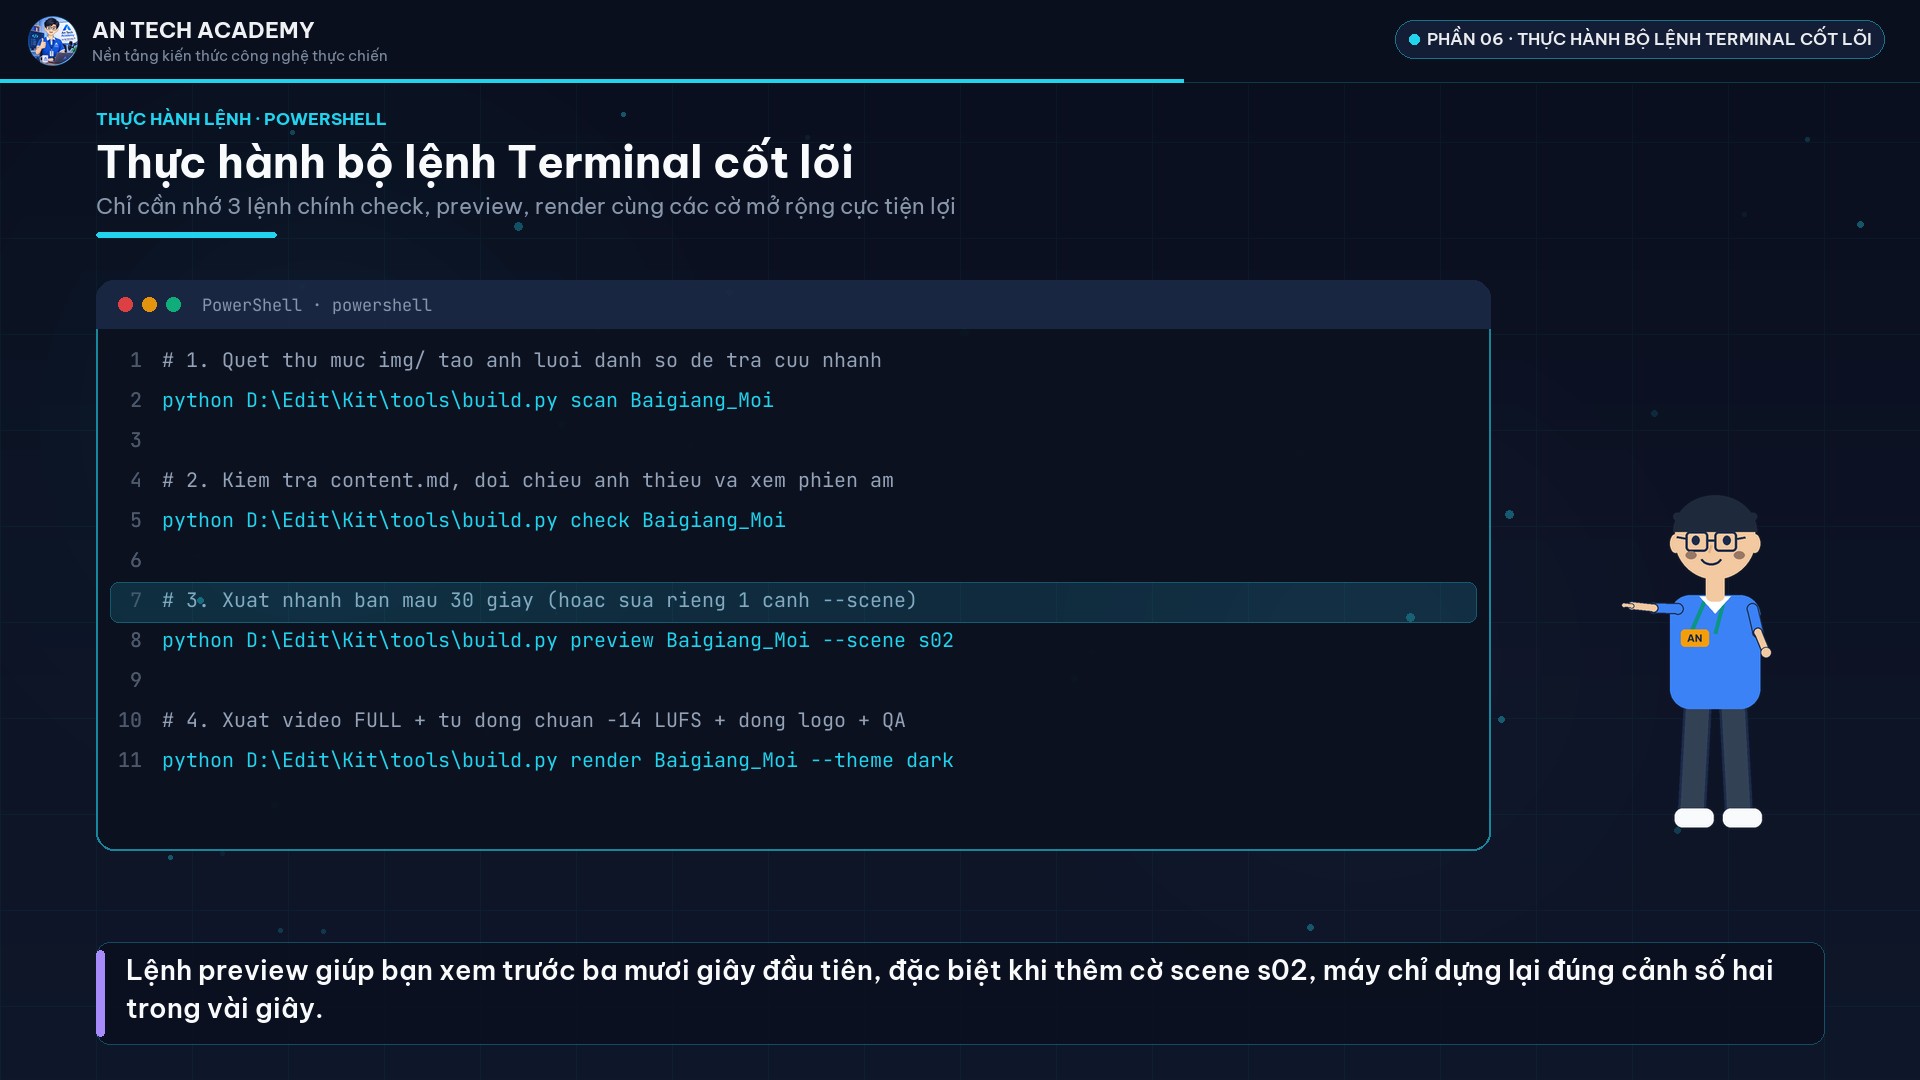 AN TECH ACADEMY
Nền tảng kiến thức công nghệ thực chiến
PHẦN 06 · THỰC HÀNH BỘ LỆNH TERMINAL CỐT LÕI
THỰC HÀNH LỆNH · POWERSHELL
Thực hành bộ lệnh Terminal cốt lõi
Chỉ cần nhớ 3 lệnh chính check, preview, render cùng các cờ mở rộng cực tiện lợi
PowerShell · powershell
1 # 1. Quet thu muc img/ tao anh luoi danh so de tra cuu nhanh
2 python D:\Edit\Kit\tools\build.py scan Baigiang_Moi
3
4 # 2. Kiem tra content.md, doi chieu anh thieu va xem phien am
5 python D:\Edit\Kit\tools\build.py check Baigiang_Moi
6
7 # 3. Xuat nhanh ban mau 30 giay (hoac sua rieng 1 canh --scene)
8 python D:\Edit\Kit\tools\build.py preview Baigiang_Moi --scene s02
9
10 # 4. Xuat video FULL + tu dong chuan -14 LUFS + dong logo + QA
11 python D:\Edit\Kit\tools\build.py render Baigiang_Moi --theme dark
AN
Lệnh preview giúp bạn xem trước ba mươi giây đầu tiên, đặc biệt khi thêm cờ scene s02, máy chỉ dựng lại đúng cảnh số hai
trong vài giây.